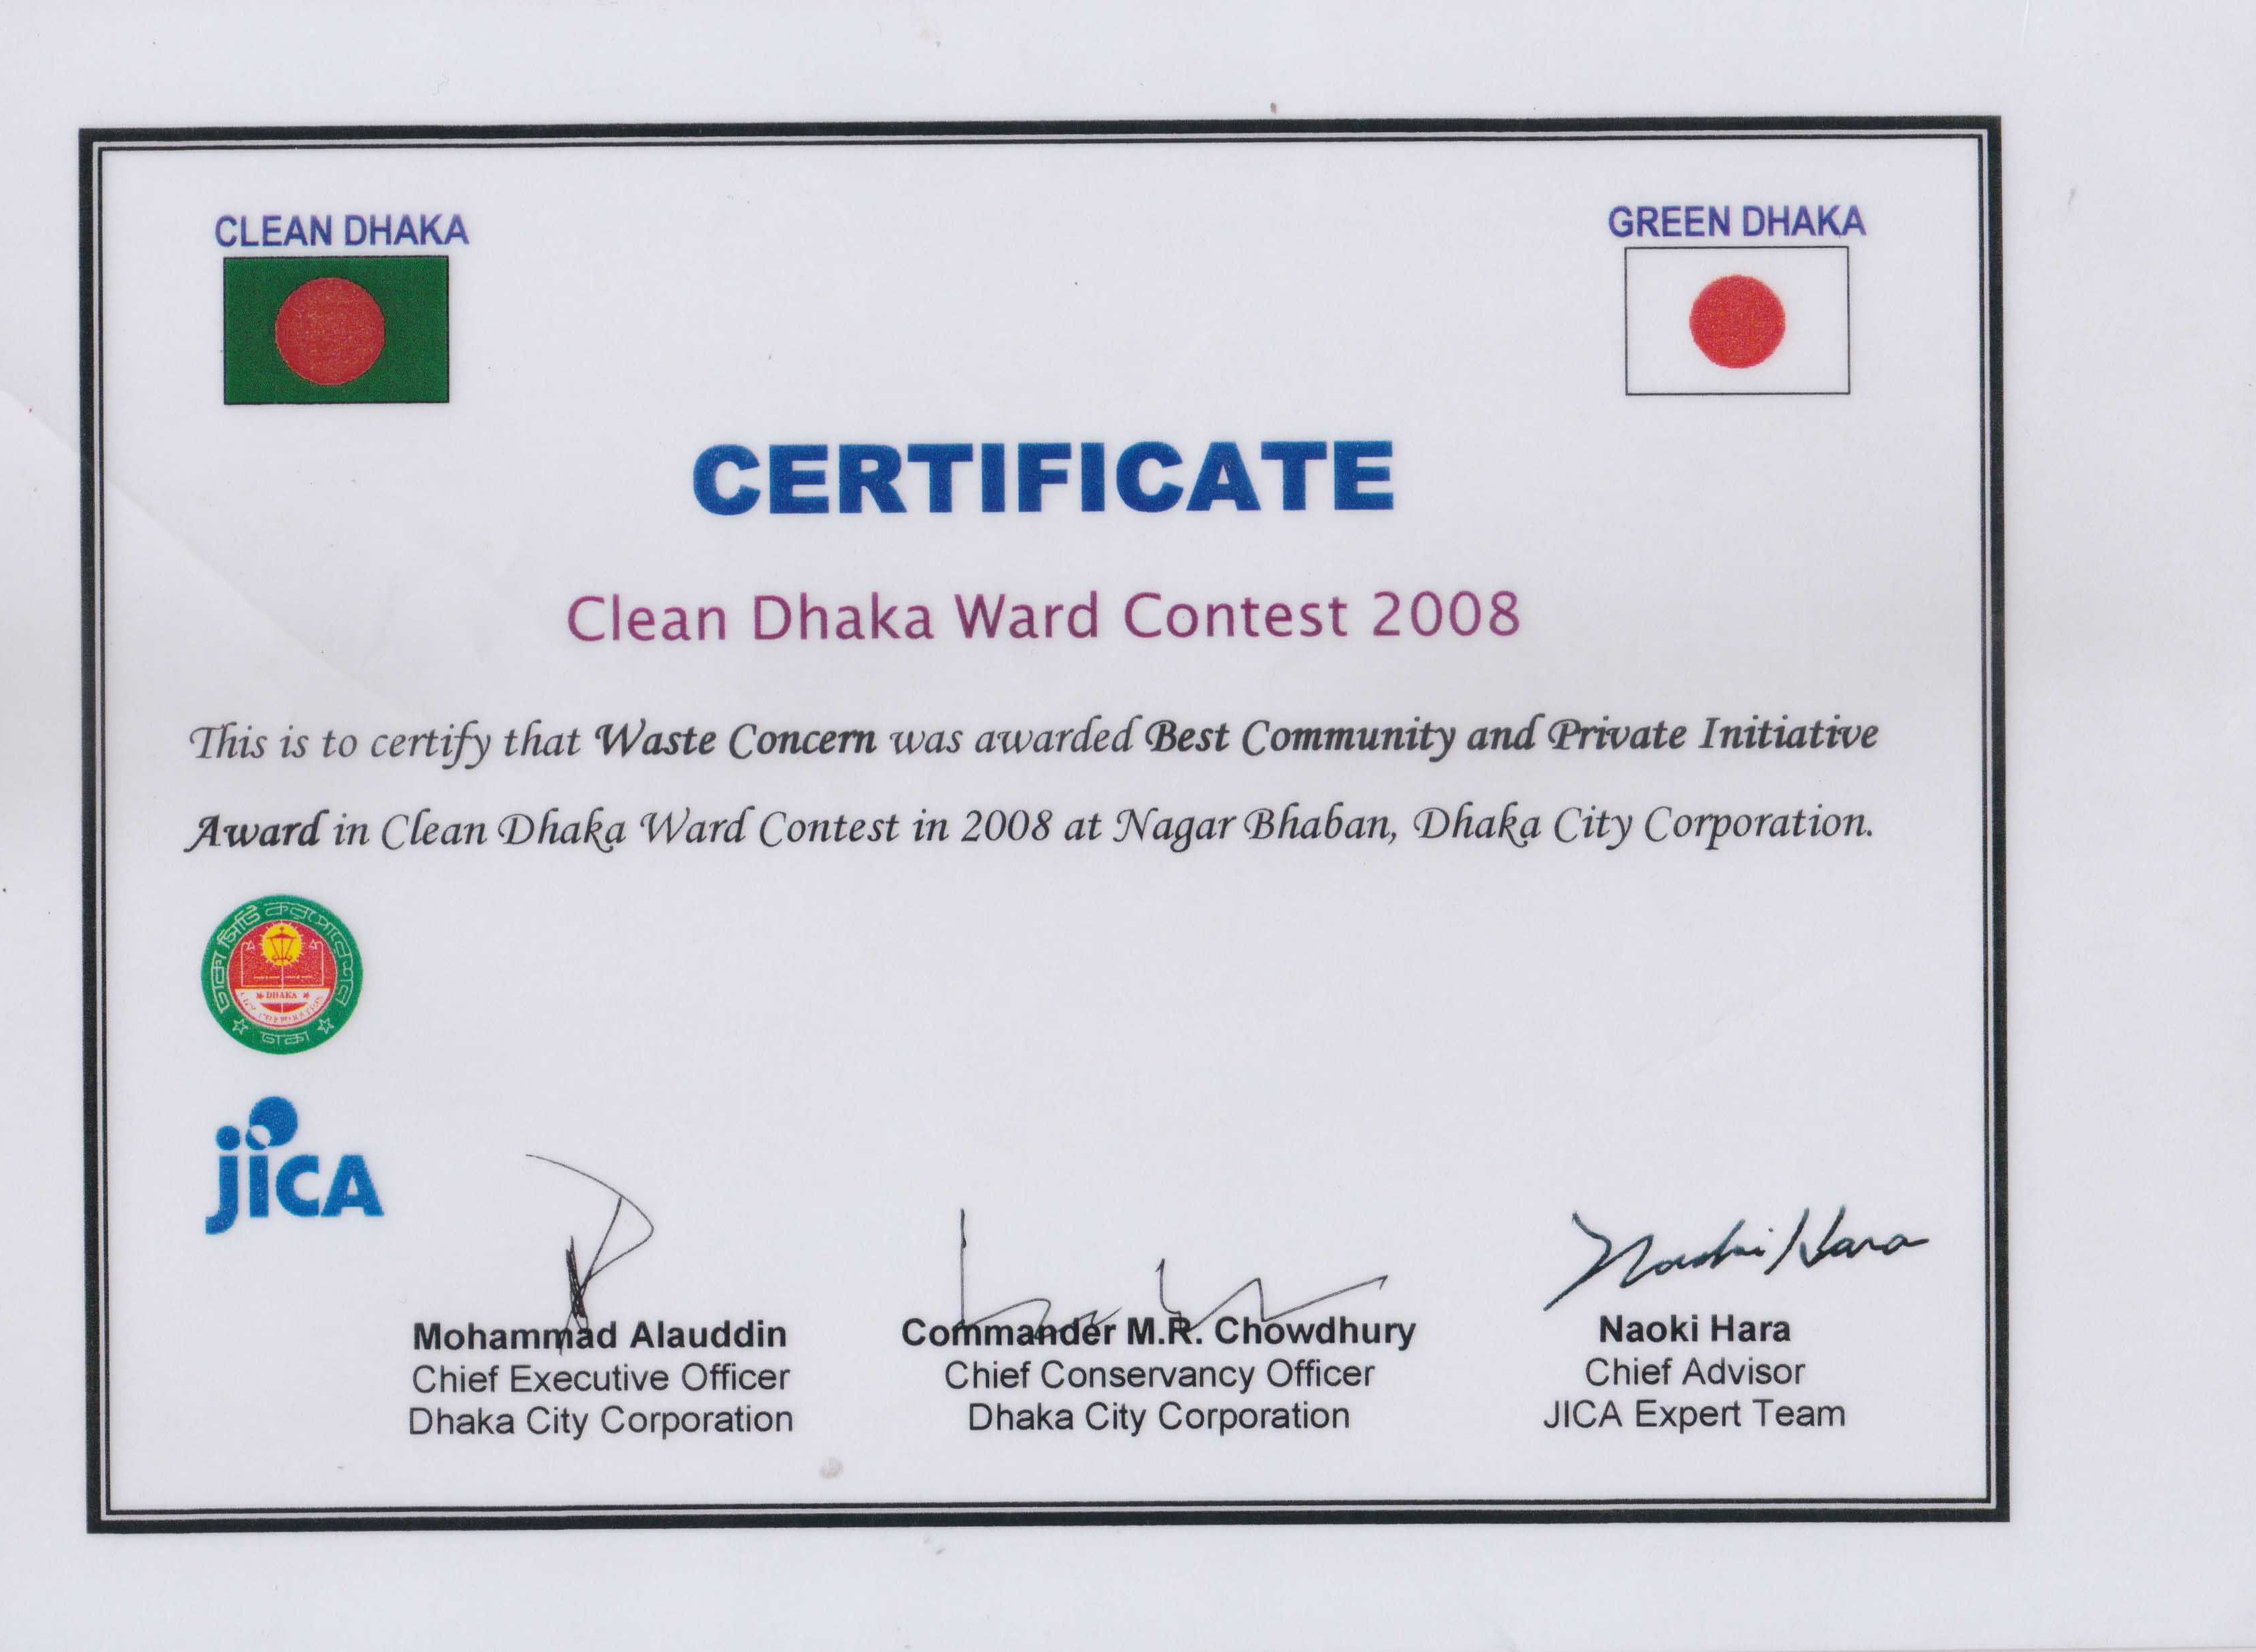 CLEAN DHAKA
GREEN DHAKA
CERTIFICATE
Clean Dhaka Ward Contest 2008
This is to certify that Waste Concern was awarded Best Community and Private Initiative
Award in Clean Dhaka Ward Contest in 2008 at Nagar Bhaban, Dhaka City Corporation.
ঢাকা সিটি করপোরেশন
DHAKA
CITY CORPORATION
ঢাকা
jica
Naoki Hara
Mohammad Alauddin
Chief Executive Officer
Dhaka City Corporation
Commander M.R. Chowdhury
Chief Conservancy Officer
Dhaka City Corporation
Naoki Hara
Chief Advisor
JICA Expert Team